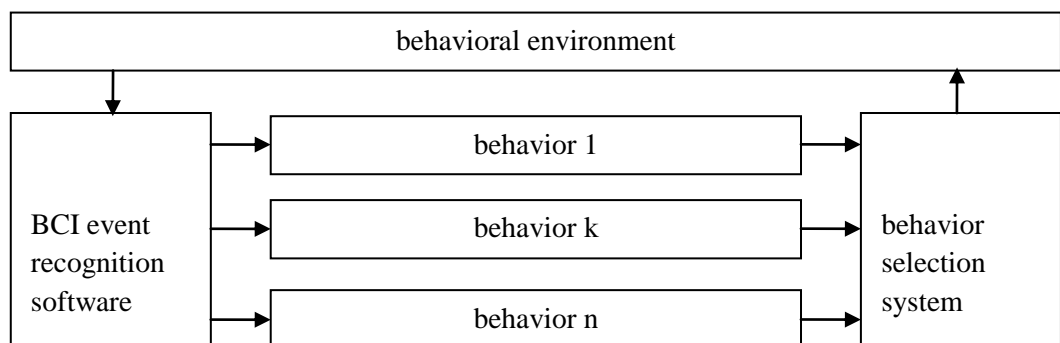 behavioral environment
behavior 1
BCI event
recognition
software
behavior k
behavior n
behavior
selection
system